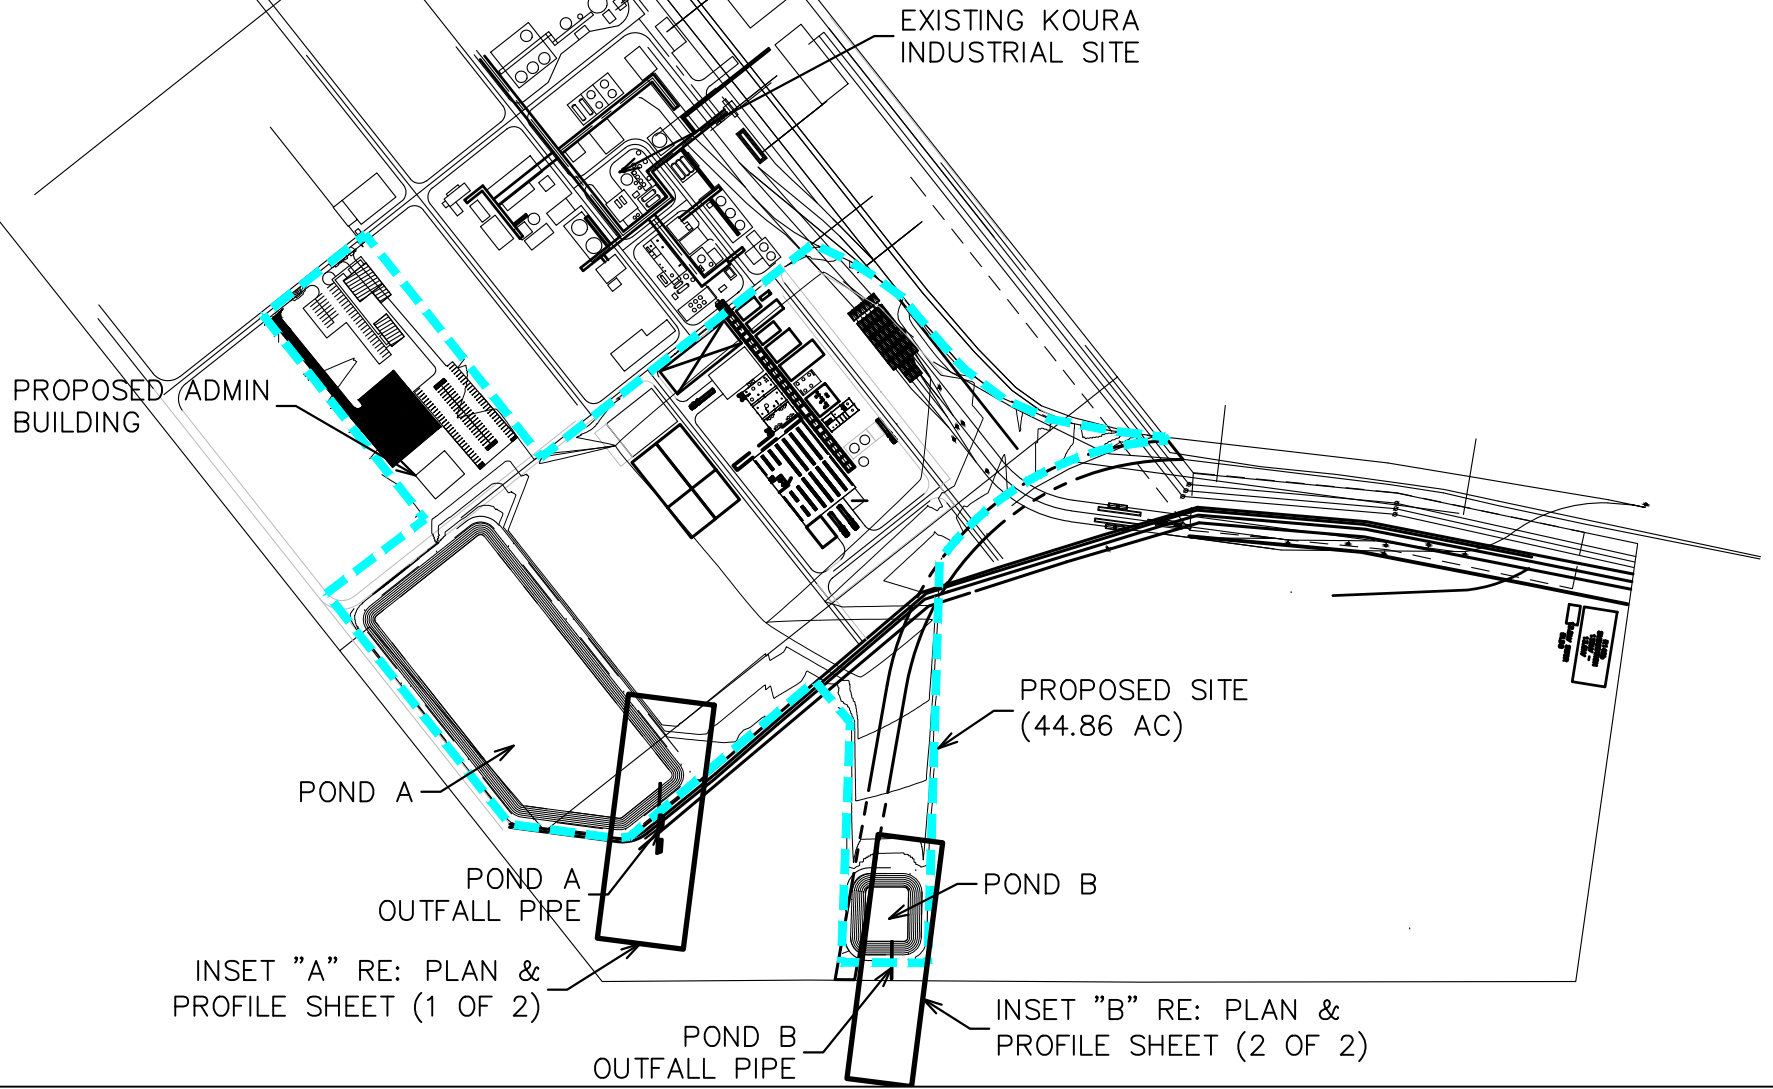 EXISTING KOURA
INDUSTRIAL SITE
PROPOSED ADMIN
BUILDING
PROPOSED SITE
(44.86 AC)
POND A
POND A
OUTFALL PIPE
POND B
INSET "A" RE: PLAN &
PROFILE SHEET (1 OF 2)
INSET "B" RE: PLAN &
PROFILE SHEET (2 OF 2)
POND B
OUTFALL PIPE